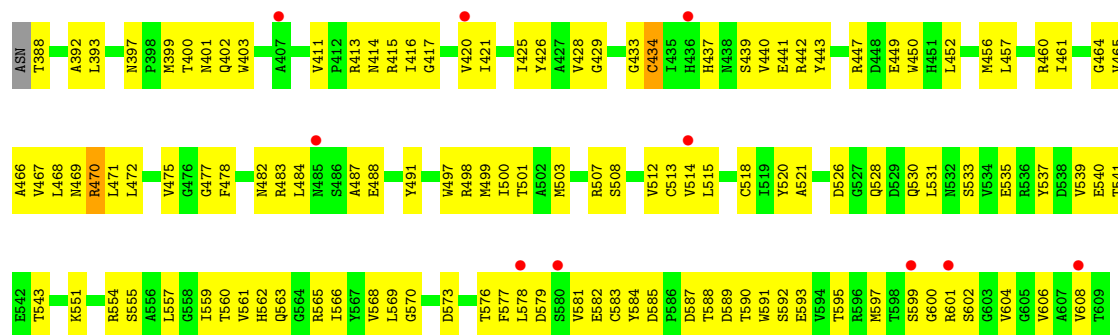 ASN T388 A392 L393 N397 P398 M399 T400 N401 Q402 W403 A407 V411 P412 R413 N414 R415 I416 G417 V420 I421 I425 Y426 A427 V428 G429 G433 C434 I435 H436 H437 N438 S439 V440 E441 R442 Y443 R447 D448 E449 W450 H451 L452 M456 L457 R460 I461 G464 V465
A466 V467 L468 N469 R470 L471 L472 V475 G476 G477 F478 N482 R483 L484 N485 S486 A487 E488 Y491 W497 R498 M499 I500 T501 A502 M503 R507 S508 V512 C513 V514 L515 C518 I519 Y520 A521 D526 G527 Q528 D529 Q530 L531 N532 S533 V534 E535 R536 Y537 D538 V539 E540 T541
E542 T543 K551 R554 S555 A556 L557 G558 I559 T560 V561 H562 Q563 G564 R565 I566 Y567 V568 L569 G570 D573 T576 F577 L578 D579 S580 V581 E582 C583 Y584 D585 P586 D587 T588 D589 T590 W591 S592 E593 V594 T595 R596 M597 T598 S599 G600 R601 S602 G603 V604 G605 V606 A607 V608 T609